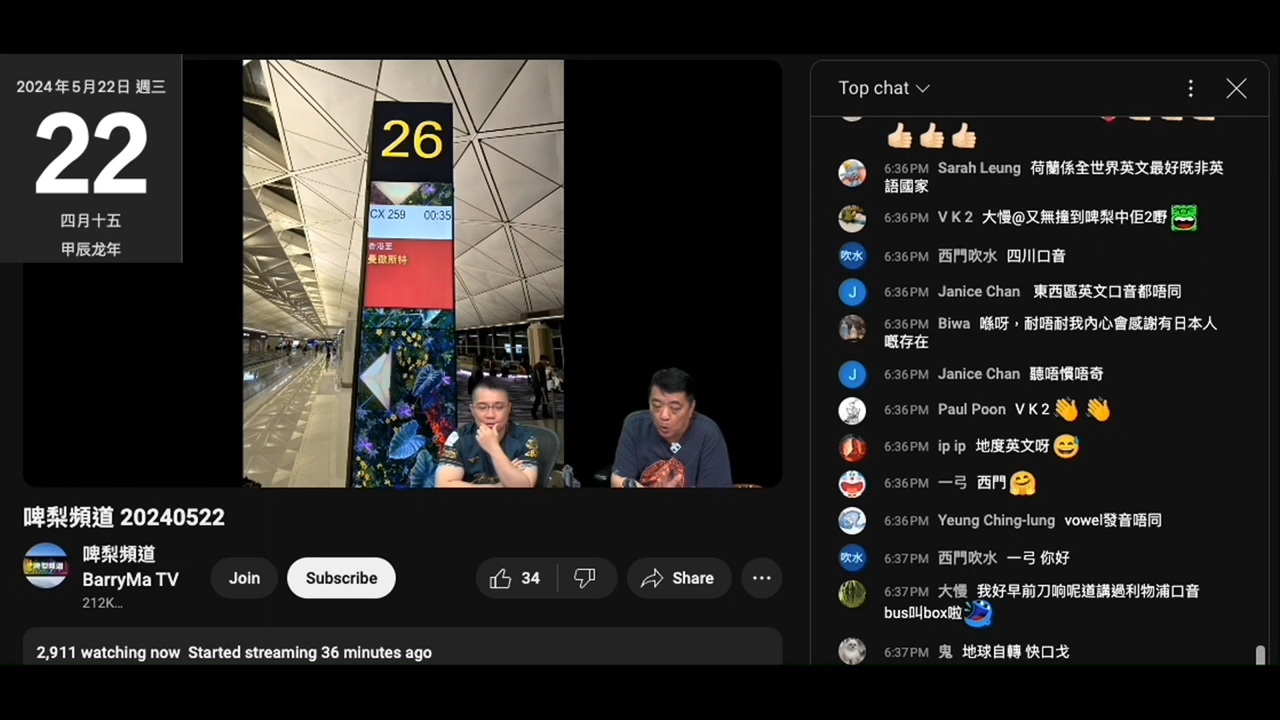 2024年5月22日 週三
22
四月十五
甲辰龙年
26
CX 259 00:35
香港至
曼徹斯特
啤梨頻道 20240522
啤梨頻道
BarryMa TV
212K...
Join
Subscribe
34
Share
2,911 watching now Started streaming 36 minutes ago
Top chat
6:36PM Sarah Leung 荷蘭係全世界英文最好既非英
語國家
6:36PM V K 2 大慢@又無撞到啤梨中佢2嘢
吹水 6:36PM 西門吹水 四川口音
J 6:36PM Janice Chan 東西區英文口音都唔同
6:36PM Biwa 喺呀，耐唔耐我內心會感謝有日本人
嘅存在
J 6:36PM Janice Chan 聽唔慣唔奇
6:36PM Paul Poon V K 2 👋 👋
6:36PM ip ip 地度英文呀 😅
6:36PM 一弓 西門 🤗
6:36PM Yeung Ching-lung vowel發音唔同
吹水 6:37PM 西門吹水 一弓 你好
6:37PM 大慢 我好早前刀响呢道講過利物浦口音
bus叫box啦
6:37PM 鬼 地球自轉 快口戈